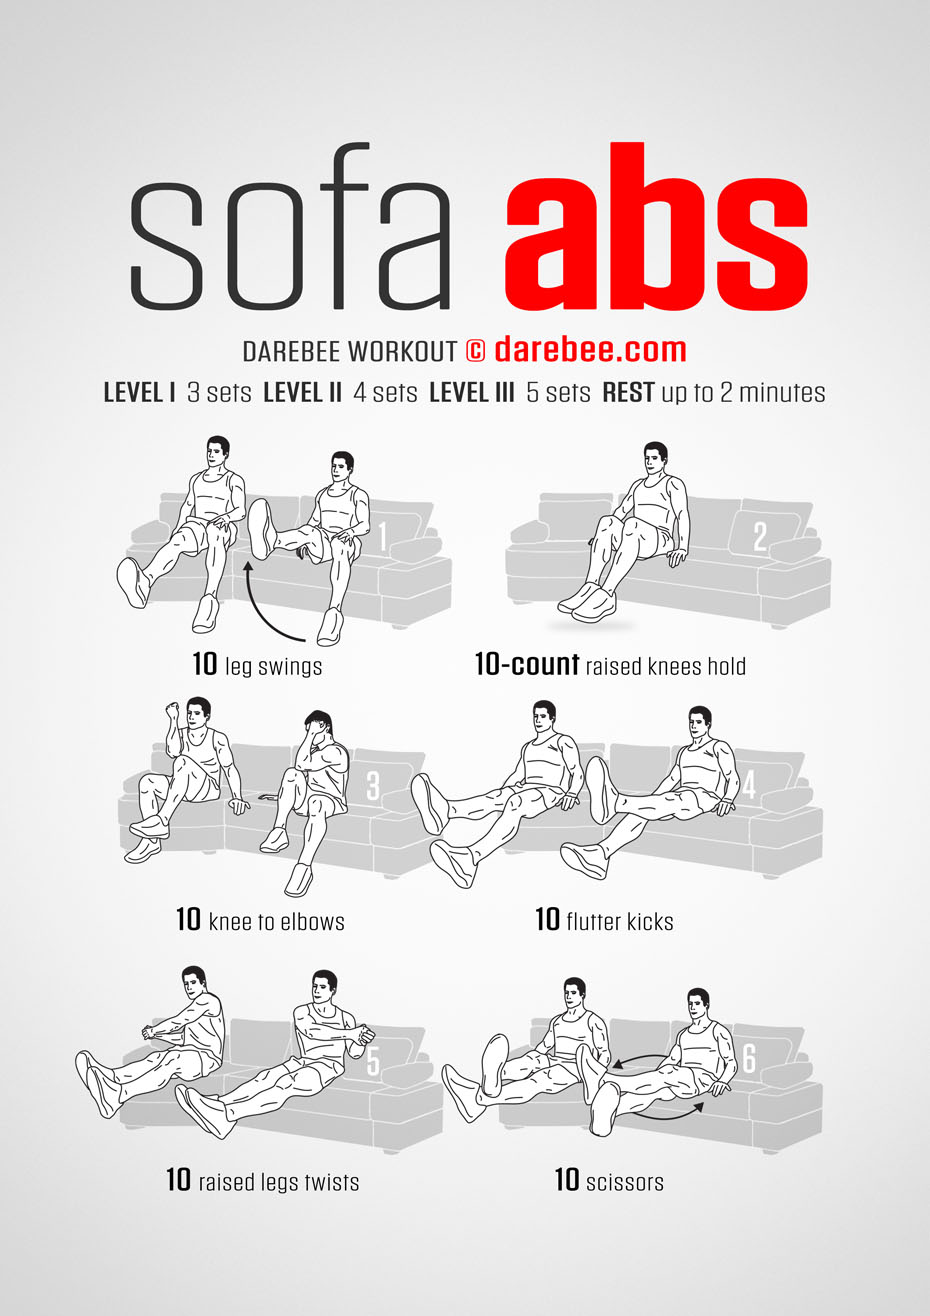 sofa abs
DAREBEE WORKOUT © darebee.com
LEVEL I 3 sets LEVEL II 4 sets LEVEL III 5 sets REST up to 2 minutes
1
2
10 leg swings
10-count raised knees hold
3
4
10 knee to elbows
10 flutter kicks
5
6
10 raised legs twists
10 scissors